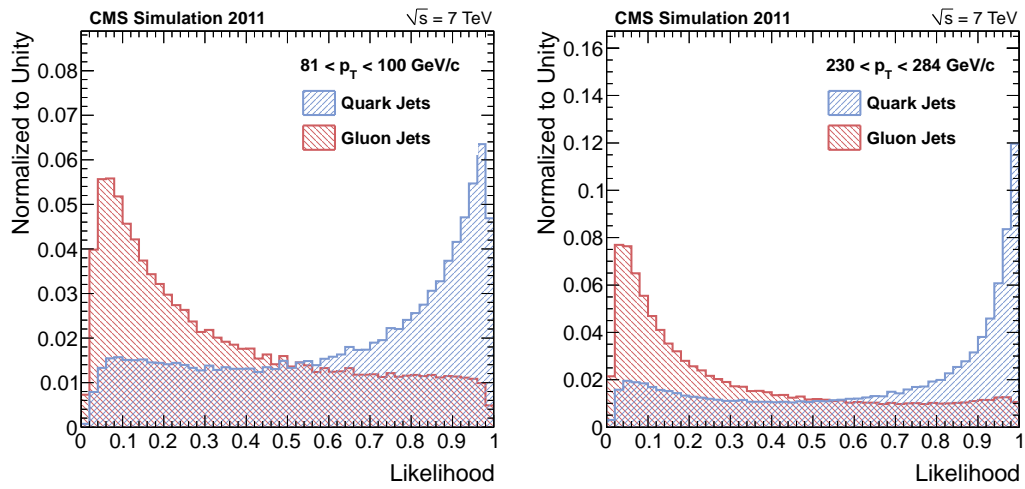 CMS Simulation 2011
√s = 7 TeV
Normalized to Unity
0.08
0.07
0.06
0.05
0.04
0.03
0.02
0.01
0
81 < pT < 100 GeV/c
Quark Jets
Gluon Jets
0 0.1 0.2 0.3 0.4 0.5 0.6 0.7 0.8 0.9 1
Likelihood
CMS Simulation 2011
√s = 7 TeV
Normalized to Unity
0.16
0.14
0.12
0.1
0.08
0.06
0.04
0.02
0
230 < pT < 284 GeV/c
Quark Jets
Gluon Jets
0 0.1 0.2 0.3 0.4 0.5 0.6 0.7 0.8 0.9 1
Likelihood